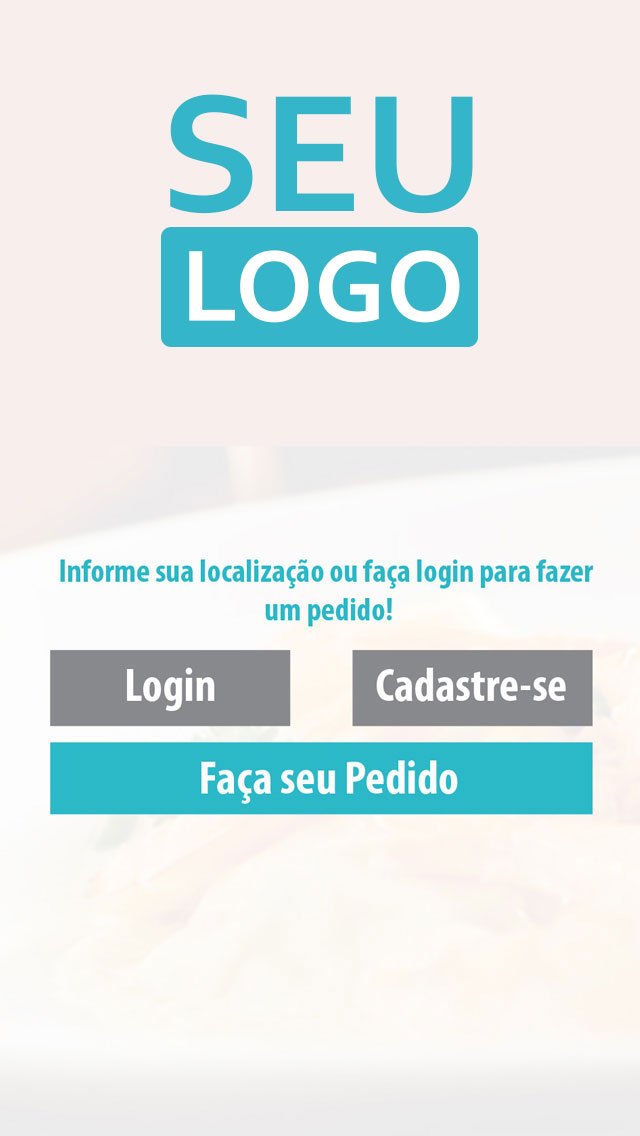 SEU
LOGO
Informe sua localização ou faça login para fazer
um pedido!
Login
Cadastre-se
Faça seu Pedido